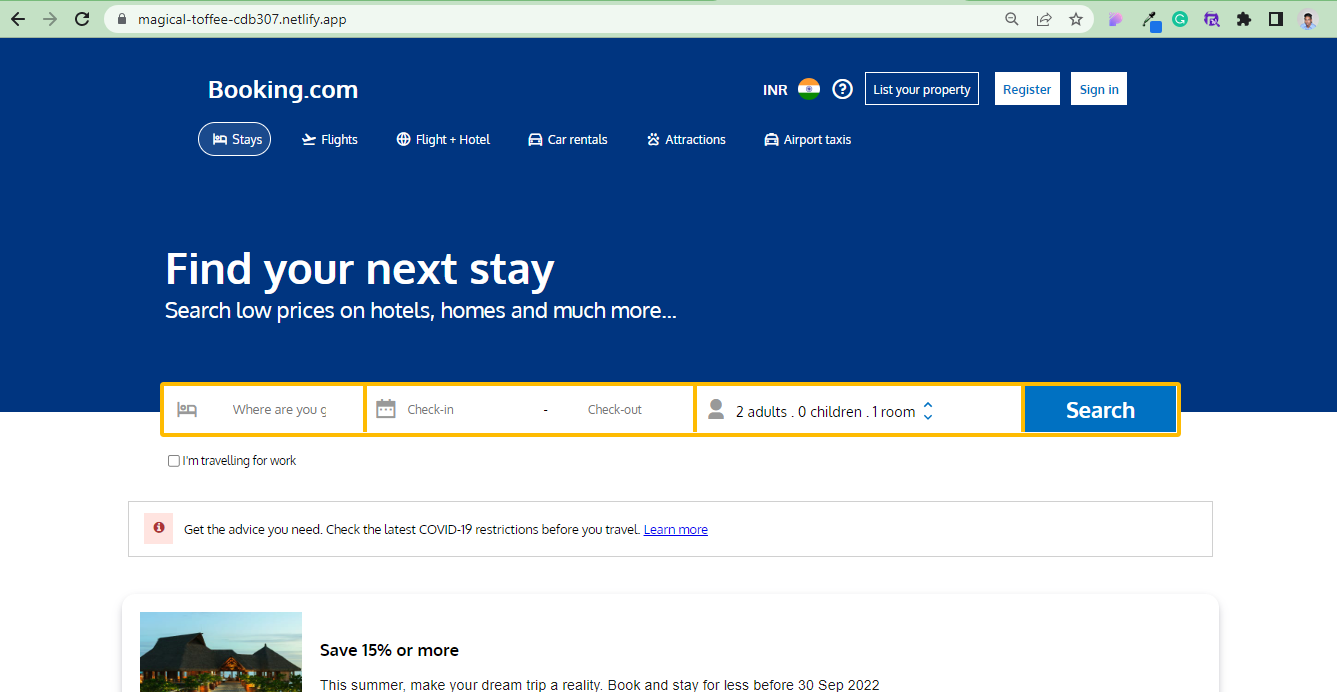 magical-toffee-cdb307.netlify.app
Booking.com
INR
List your property
Register
Sign in
Stays
Flights
Flight + Hotel
Car rentals
Attractions
Airport taxis
Find your next stay
Search low prices on hotels, homes and much more...
Where are you g
Check-in - Check-out
2 adults . 0 children . 1 room
Search
I'm travelling for work
Get the advice you need. Check the latest COVID-19 restrictions before you travel. Learn more
Save 15% or more
This summer, make your dream trip a reality. Book and stay for less before 30 Sep 2022